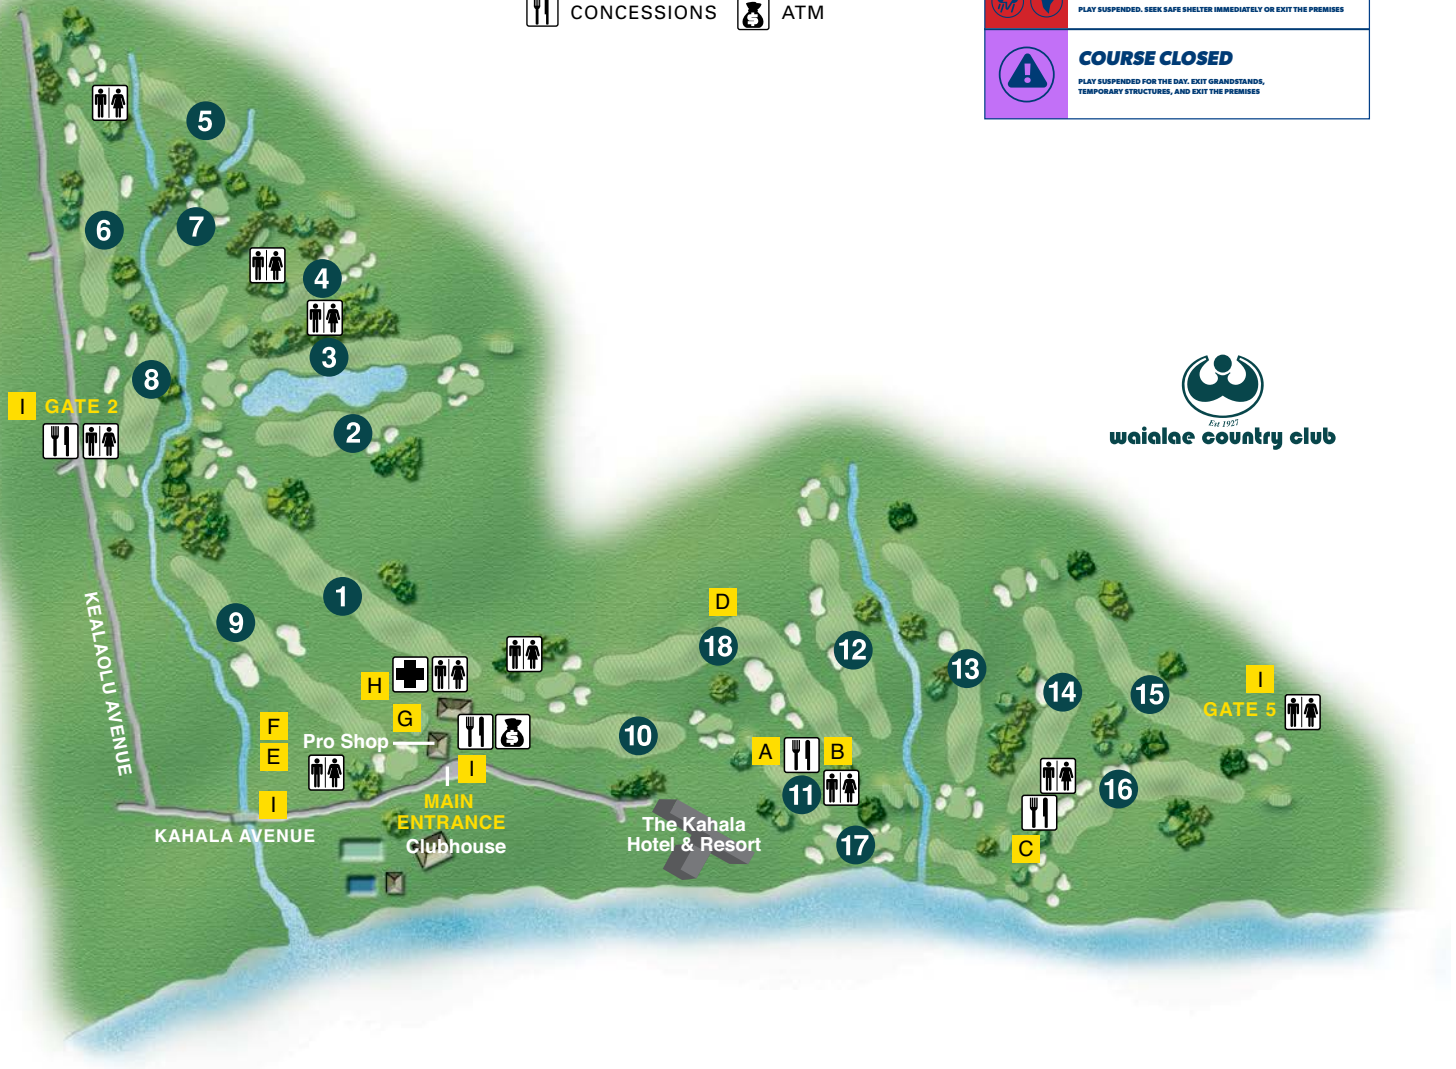 CONCESSIONS
ATM
PLAY SUSPENDED. SEEK SAFE SHELTER IMMEDIATELY OR EXIT THE PREMISES
COURSE CLOSED
PLAY SUSPENDED FOR THE DAY. EXIT GRANDSTANDS,
TEMPORARY STRUCTURES, AND EXIT THE PREMISES
5
6
7
4
3
8
I GATE 2
2
Est 1927
waialae country club
1
9
KEALAOLU AVENUE
D
18
12
13
14
15
I
GATE 5
H
G
F
E
Pro Shop
10
A
B
I
I
MAIN
ENTRANCE
KAHALA AVENUE
Clubhouse
The Kahala
Hotel & Resort
11
16
17
C